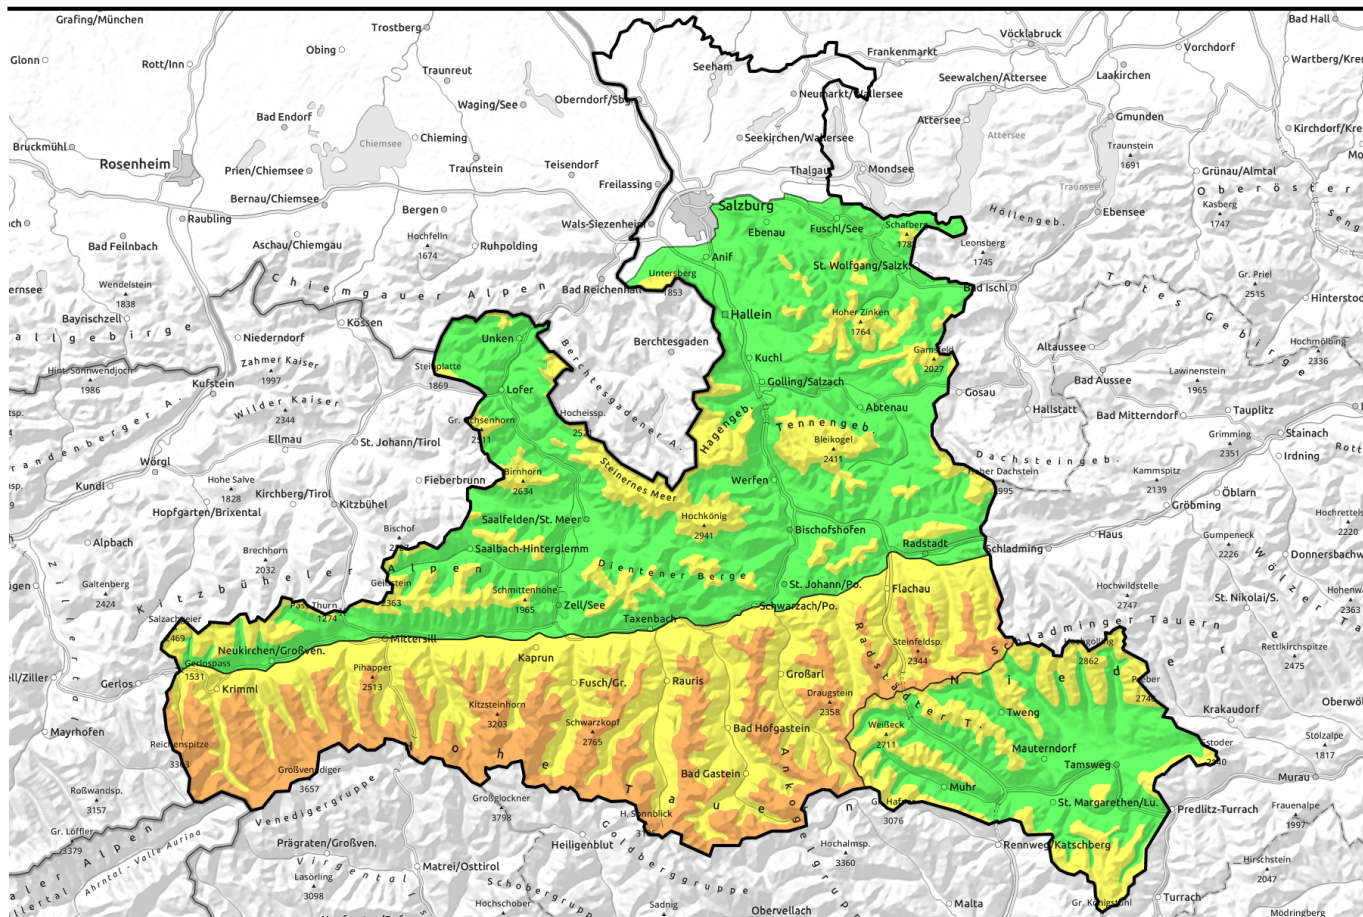 Grafing/München
Trostberg
Bad Hall
Obing
Vöcklabruck
Vorchdorf
Glonn
Rott/Inn
Frankenmarkt
Wartberg/Krem
Seeham
Laakirchen
Traunreut
Seewalchen/Attersee
Waging/See
Oberndorf/Sbg.
Neumarkt/Wallersee
Bad Endorf
Attersee
Gmunden
Kirchdorf/Kre
Chiemsee
Chieming
Seekirchen/Wallersee
Attersee
Bruckmühl
Traunstein
1691
Rosenheim
Traunstein
Teisendorf
Thalgau
Mondsee
Prien/Chiemsee
Freilassing
Traunsee
Grünau/Almtal
Oberöster
Bernau/Chiemsee
Salzburg
Kasberg
1747
Bergen
Höllengeb.
Ebensee
Raubling
Wals-Siezenheim
Ebenau
Fuschl/See
Schafberg
Bad Feilnbach
Aschau/Chiemgau
Hochfelln
1674
Ruhpolding
Leonsberg
1745
Anif
St. Wolfgang/Salzk.
Untersberg
1853
Gr. Priel
2515
Wendelstein
1838
Chiemgauer Alpen
Bad Reichenhall
Bad Ischl
Totes Gebirge
Hinterstod
Bayrischzell
Kössen
Hallein
Hoher Zinken
1764
Niederndorf
Unken
Berchtesgaden
Altaussee
Hochmölbing
2336
Zahmer Kaiser
1997
Steinplatte
1869
Kuchl
Gamsfeld
2027
Hint. Sonnwendjoch
1986
Kufstein
Bad Aussee
Lawinenstein
1965
Lofer
Golling/Salzach
Gosau
Wilder Kaiser
2344
Berchtesgadener A.
Abtenau
Hallstatt
Bad Mitterndorf
Tauplitz
Hocheissp.
2521
Hagengeb.
Tennengeb.
Stainach
Ellmau
St. Johann/Tirol
Gr. Ochsenhorn
2511
Bleikogel
2411
Grimming
2351
Irdning
Wörgl
Dachsteingeb.
Steinernes Meer
Birnhorn
2634
Hoher Dachstein
2995
Kammspitz
2139
Kundl
Hohe Salve
1828
Fieberbrunn
Werfen
Öblarn
Kirchberg/Tirol
Kitzbühel
Gröbming
Hopfgarten/Brixental
Hochkönig
2941
Saalfelden/St. Meer
Bischofshofen
Bischof
Haus
Gumpeneck
2226
Alpbach
Brechhorn
2032
Saalbach-Hinterglemm
Radstadt
Schladming
Donnersbachw
Galtenberg
2424
Kitzbüheler Alpen
Dientener Berge
Geißstein
2363
Schmittenhöhe
1965
St. Johann/Po.
Flachau
Hochwildstelle
2747
St. Nikolai/S.
Wölzer
Zillertal
Pass Thurn
1274
Zell/See
Schwarzach/Po.
Salzachgeier
2469
Taxenbach
Mittersill
Schladminger Tauern
Rettlkirchspitze
2475
Neukirchen/Großven.
Steinfeldsp.
2344
Hochgolling
2862
Gerlospass
1531
Kaprun
Gerlos
Krimml
Pihapper
2513
Fusch/Gr.
Rauris
Großarl
Preber
2740
Kitzsteinhorn
3203
Draugstein
2358
Radstädter T.
Niedere
Krakaudorf
Schwarzkopf
2765
Bad Hofgastein
Weißeck
2711
Tweng
Mayrhofen
Reichenspitze
3303
Mauterndorf
Stolzalpe
1817
Großvenediger
3657
Hohe Tauern
Bad Gastein
Ankogelgruppe
Tamsweg
Murau
Roßwandsp.
3157
Großglockner
3798
H. Sonnblick
Muhr
St. Margarethen/Lu.
Predlitz-Turrach
Venedigergruppe
Gr. Hafner
3076
Frauenalpe
1997
Gr. Löffler
3379
Prägraten/Großven.
Heiligenblut
Hochalmsp.
3360
Rennweg/Katschberg
Ahrntal - Valle Aurina
Matrei/Osttirol
Goldberggruppe
Hirschstein
2047
Lasörling
3098
Schobergruppe
Hochschober
Sadnig
Obervellach
Malta
Gr. Königstuhl
Turrach
Mödringberg